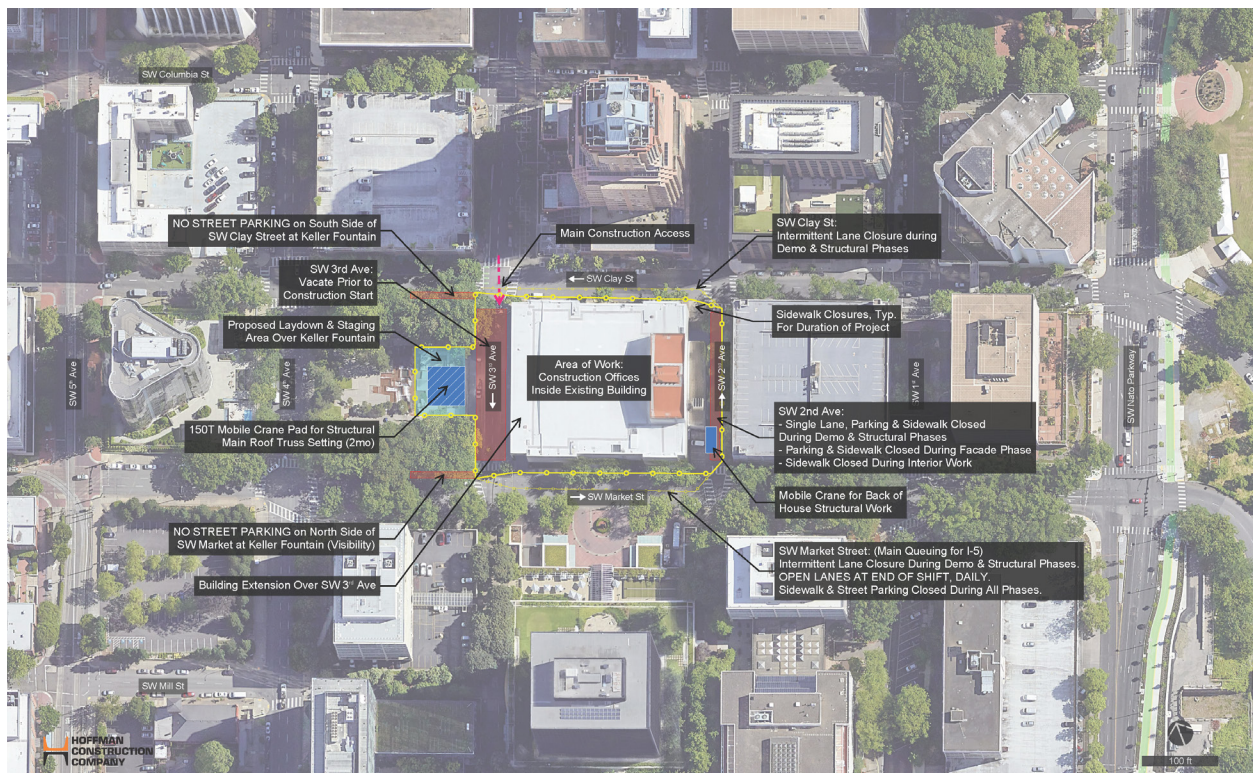 SW Columbia St
NO STREET PARKING on South Side of
SW Clay Street at Keller Fountain
Main Construction Access
SW Clay St:
Intermittent Lane Closure during
Demo & Structural Phases
SW 3rd Ave:
Vacate Prior to
Construction Start
← SW Clay St
Sidewalk Closures, Typ.
For Duration of Project
Proposed Laydown & Staging
Area Over Keller Fountain
Area of Work:
Construction Offices
Inside Existing Building
SW 5th Ave
SW 4th Ave
← SW 3rd Ave
SW 2nd Ave →
SW 1st Ave
SW Naito Parkway
150T Mobile Crane Pad for Structural
Main Roof Truss Setting (2mo)
SW 2nd Ave:
- Single Lane, Parking & Sidewalk Closed
During Demo & Structural Phases
- Parking & Sidewalk Closed During Facade Phase
- Sidewalk Closed During Interior Work
→ SW Market St
Mobile Crane for Back of
House Structural Work
NO STREET PARKING on North Side of
SW Market at Keller Fountain (Visibility)
Building Extension Over SW 3rd Ave
SW Market Street: (Main Queuing for I-5)
Intermittent Lane Closure During Demo & Structural Phases.
OPEN LANES AT END OF SHIFT, DAILY.
Sidewalk & Street Parking Closed During All Phases.
SW Mill St
HOFFMAN
CONSTRUCTION
COMPANY
100 ft